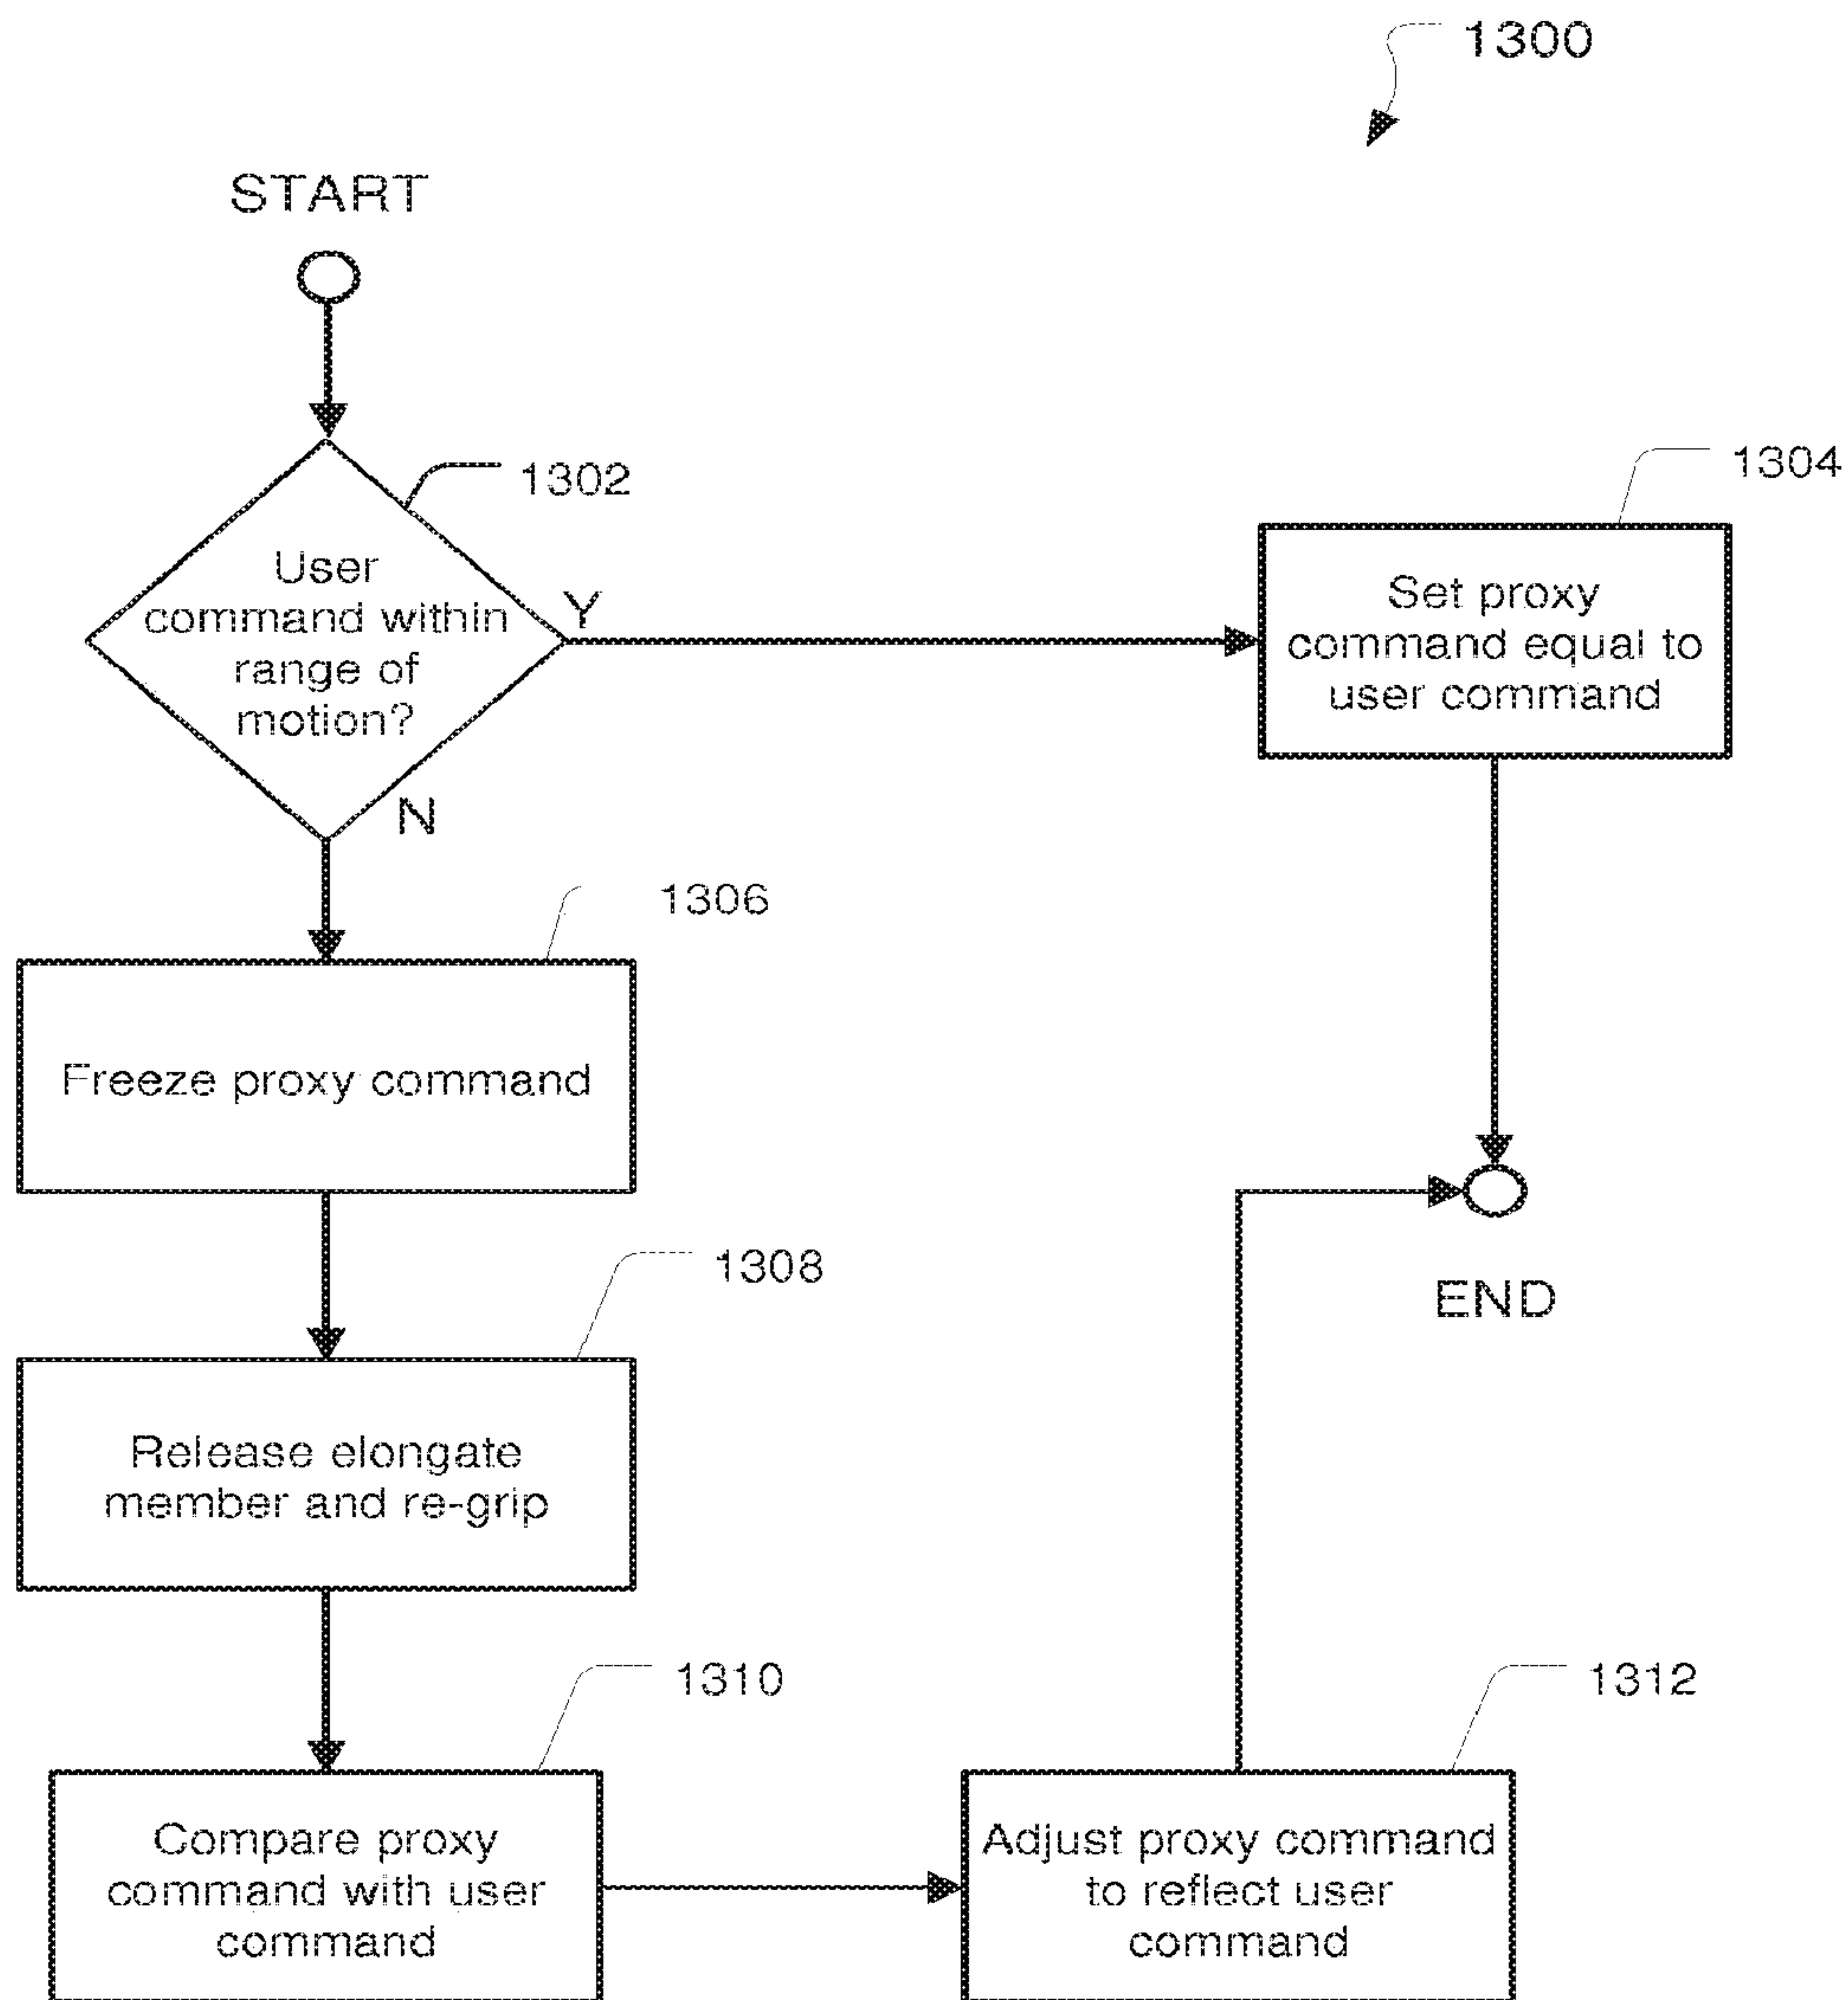 1300
START
1302
User
command within
range of
motion?
Y
N
1304
Set proxy
command equal to
user command
1306
Freeze proxy command
1308
Release elongate
member and re-grip
END
1310
Compare proxy
command with user
command
1312
Adjust proxy command
to reflect user
command